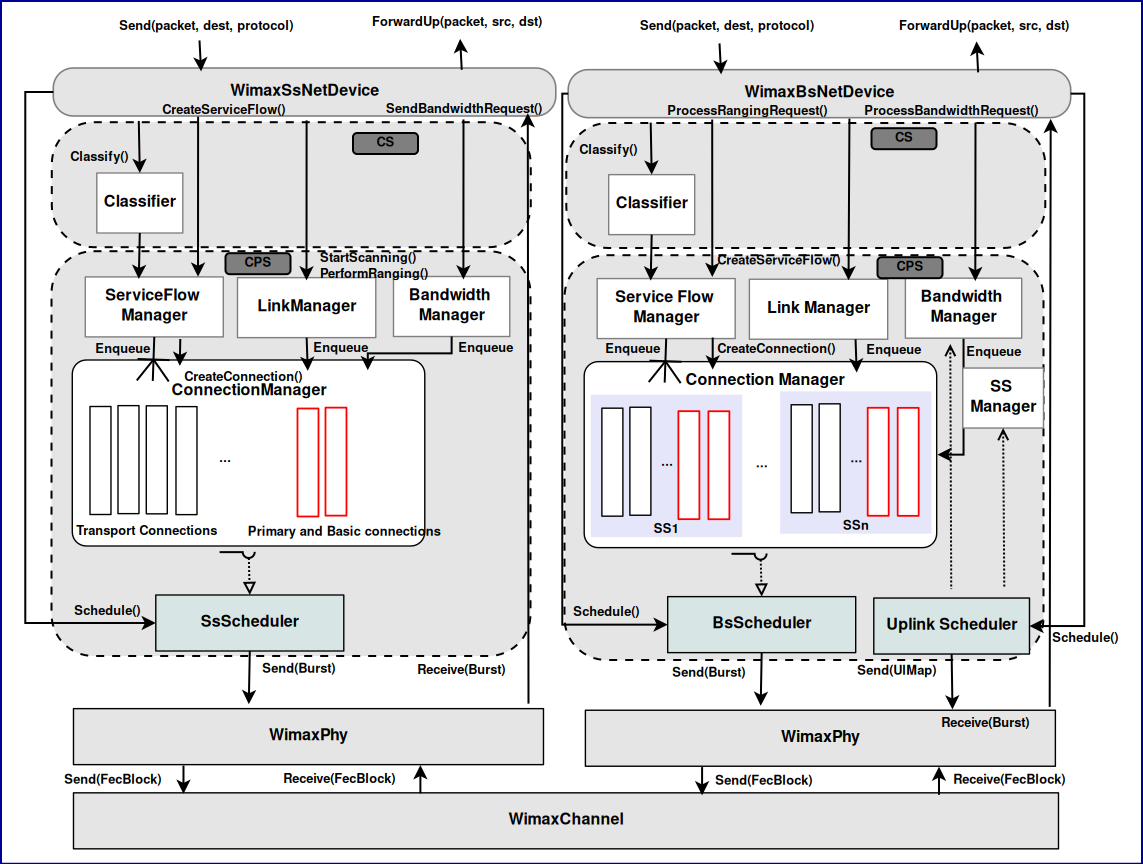 Send(packet, dest, protocol)
ForwardUp(packet, src, dst)
WimaxSsNetDevice
CreateServiceFlow()
SendBandwidthRequest()
CS
Classify()
Classifier
CPS
StartScanning()
PerformRanging()
ServiceFlow
Manager
LinkManager
Bandwidth
Manager
Enqueue
Enqueue
Enqueue
CreateConnection()
ConnectionManager
...
Transport Connections
Primary and Basic connections
Schedule()
SsScheduler
Send(Burst)
Receive(Burst)
WimaxPhy
Send(FecBlock)
Receive(FecBlock)
Send(packet, dest, protocol)
ForwardUp(packet, src, dst)
WimaxBsNetDevice
ProcessRangingRequest()
ProcessBandwidthRequest()
CS
Classify()
Classifier
CreateServiceFlow()
CPS
Service Flow
Manager
Link Manager
Bandwidth
Manager
Enqueue
CreateConnection()
Enqueue
Enqueue
SS
Manager
Connection Manager
...
...
...
SS1
SSn
Schedule()
BsScheduler
Uplink Scheduler
Schedule()
Send(Burst)
Send(UlMap)
Receive(Burst)
WimaxPhy
Send(FecBlock)
Receive(FecBlock)
WimaxChannel